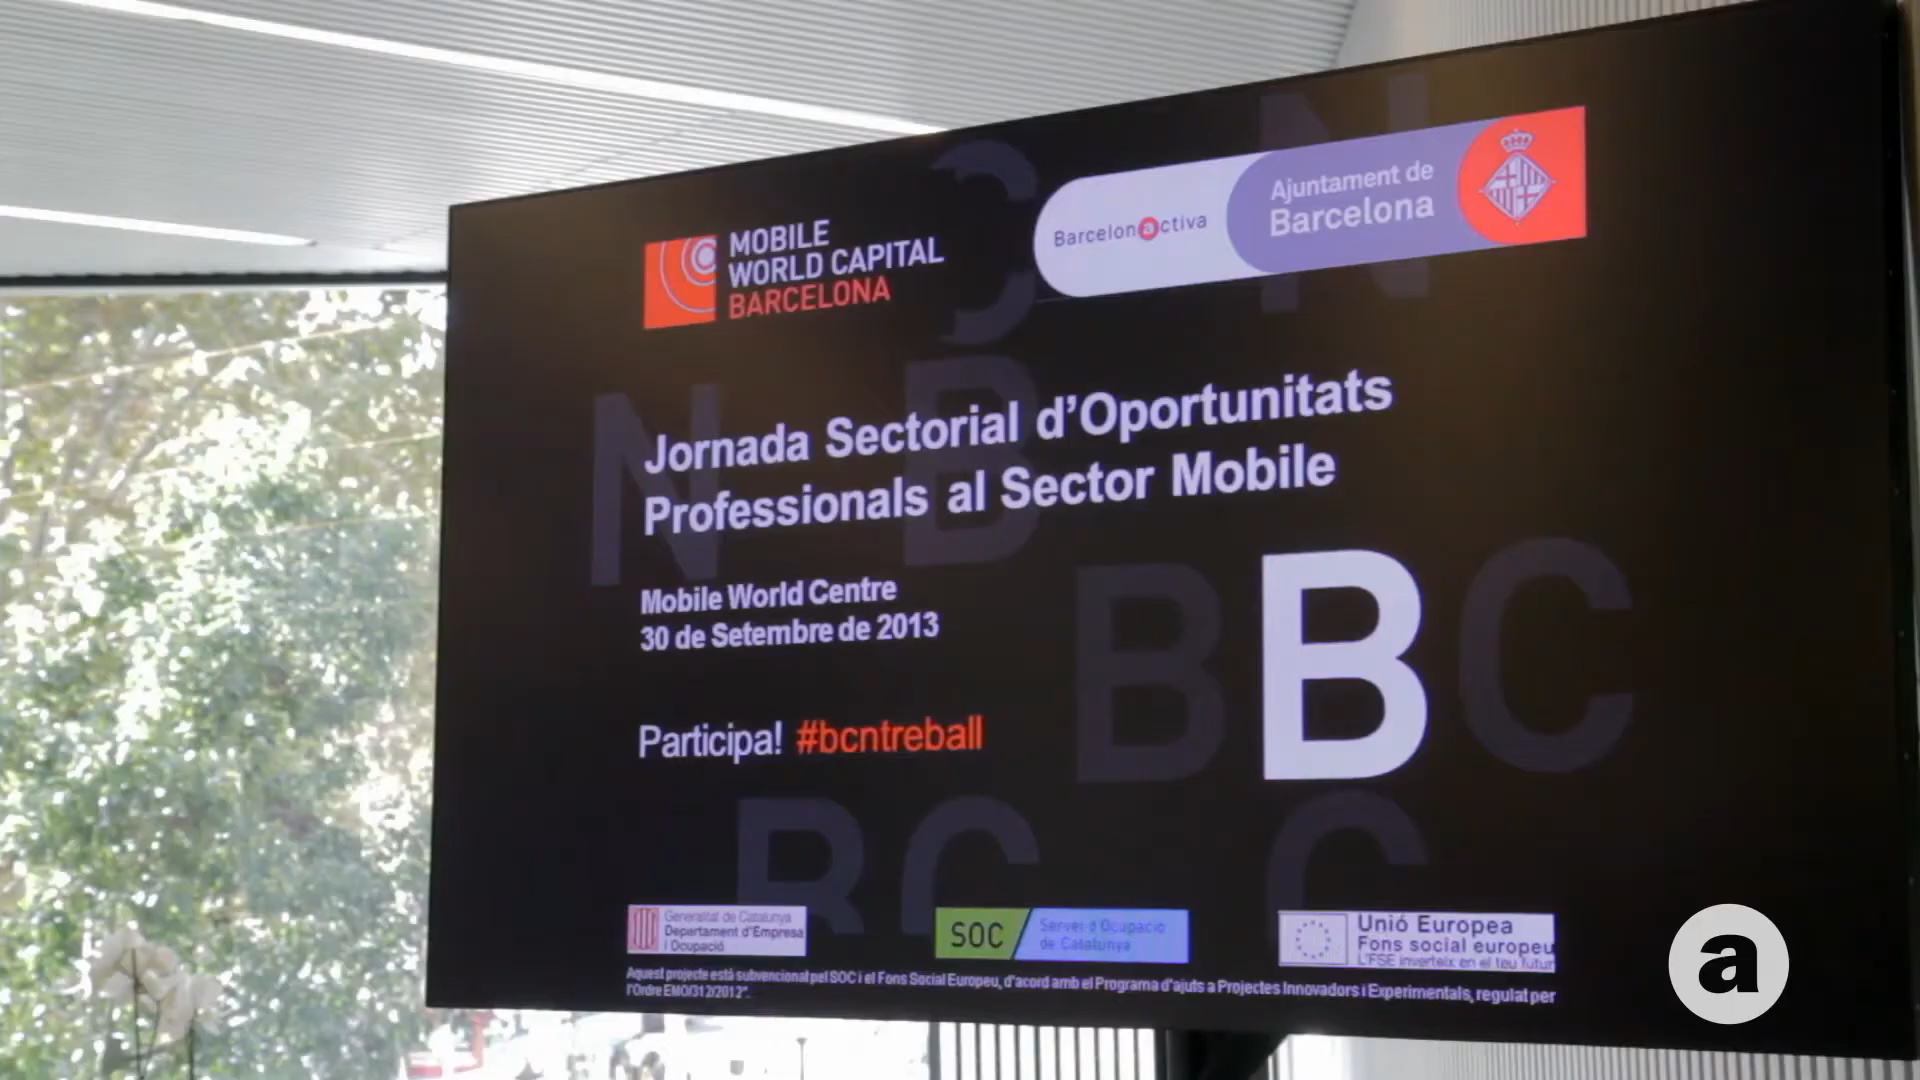 MOBILE
WORLD CAPITAL
BARCELONA
Barcelonactiva
Ajuntament de
Barcelona
Jornada Sectorial d'Oportunitats
Professionals al Sector Mobile
Mobile World Centre
30 de Setembre de 2013
Participa! #bcntreball
N
C
N
B
B
B
C
B
C
C
Generalitat de Catalunya
Departament d'Empresa
i Ocupació
SOC
Servei d'Ocupació
de Catalunya
Unió Europea
Fons social europeu
L'FSE inverteix en el teu futur
Aquest projecte està subvencionat pel SOC i el Fons Social Europeu, d'acord amb el Programa d'ajuts a Projectes Innovadors i Experimentals, regulat per
l'Ordre EMO/312/2012".
a